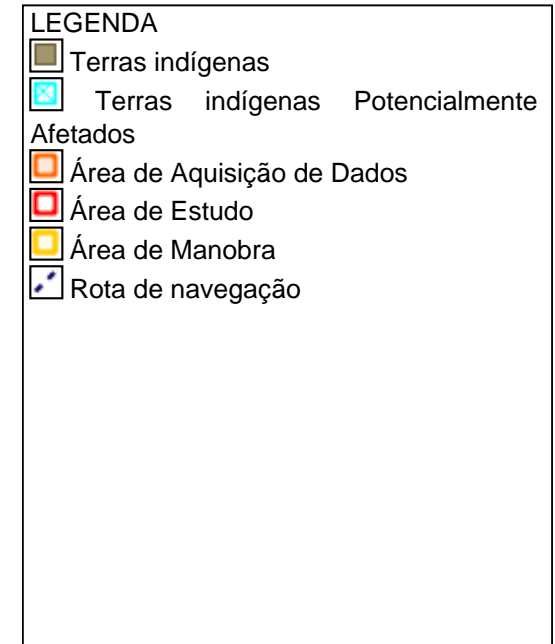 LEGENDA
Terras indígenas
Terras indígenas Potencialmente
Afetados
Área de Aquisição de Dados
Área de Estudo
Área de Manobra
Rota de navegação